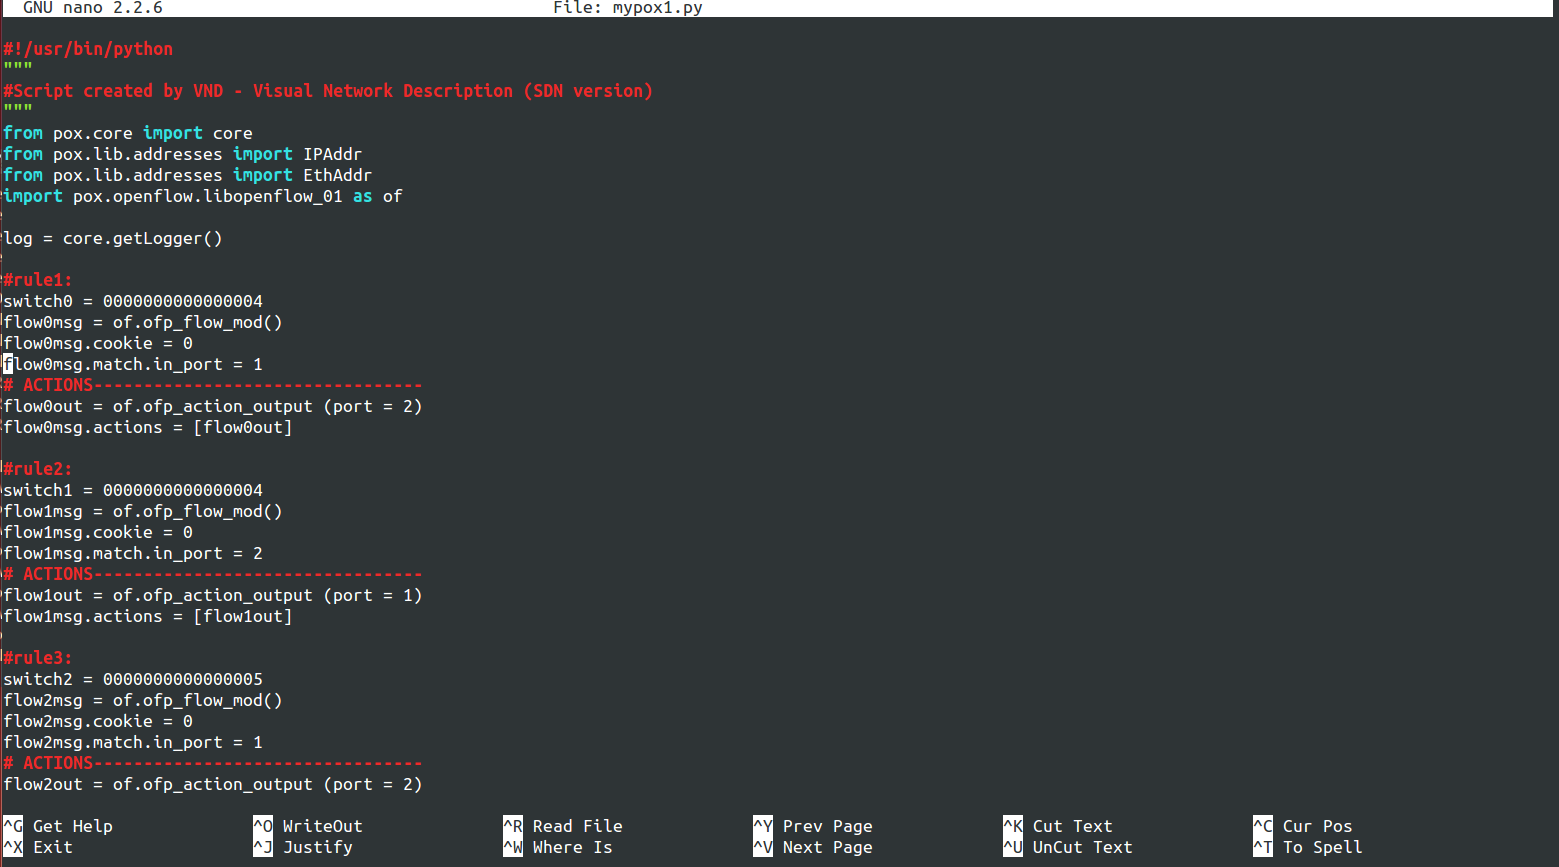 GNU nano 2.2.6 File: mypox1.py
#!/usr/bin/python
"""
#Script created by VND - Visual Network Description (SDN version)
"""
from pox.core import core
from pox.lib.addresses import IPAddr
from pox.lib.addresses import EthAddr
import pox.openflow.libopenflow_01 as of
log = core.getLogger()
#rule1:
switch0 = 0000000000000004
flow0msg = of.ofp_flow_mod()
flow0msg.cookie = 0
flow0msg.match.in_port = 1
# ACTIONS---------------------------------
flow0out = of.ofp_action_output (port = 2)
flow0msg.actions = [flow0out]
#rule2:
switch1 = 0000000000000004
flow1msg = of.ofp_flow_mod()
flow1msg.cookie = 0
flow1msg.match.in_port = 2
# ACTIONS---------------------------------
flow1out = of.ofp_action_output (port = 1)
flow1msg.actions = [flow1out]
#rule3:
switch2 = 0000000000000005
flow2msg = of.ofp_flow_mod()
flow2msg.cookie = 0
flow2msg.match.in_port = 1
# ACTIONS---------------------------------
flow2out = of.ofp_action_output (port = 2)
^G Get Help ^O WriteOut ^R Read File ^Y Prev Page ^K Cut Text ^C Cur Pos
^X Exit ^J Justify ^W Where Is ^V Next Page ^U UnCut Text ^T To Spell